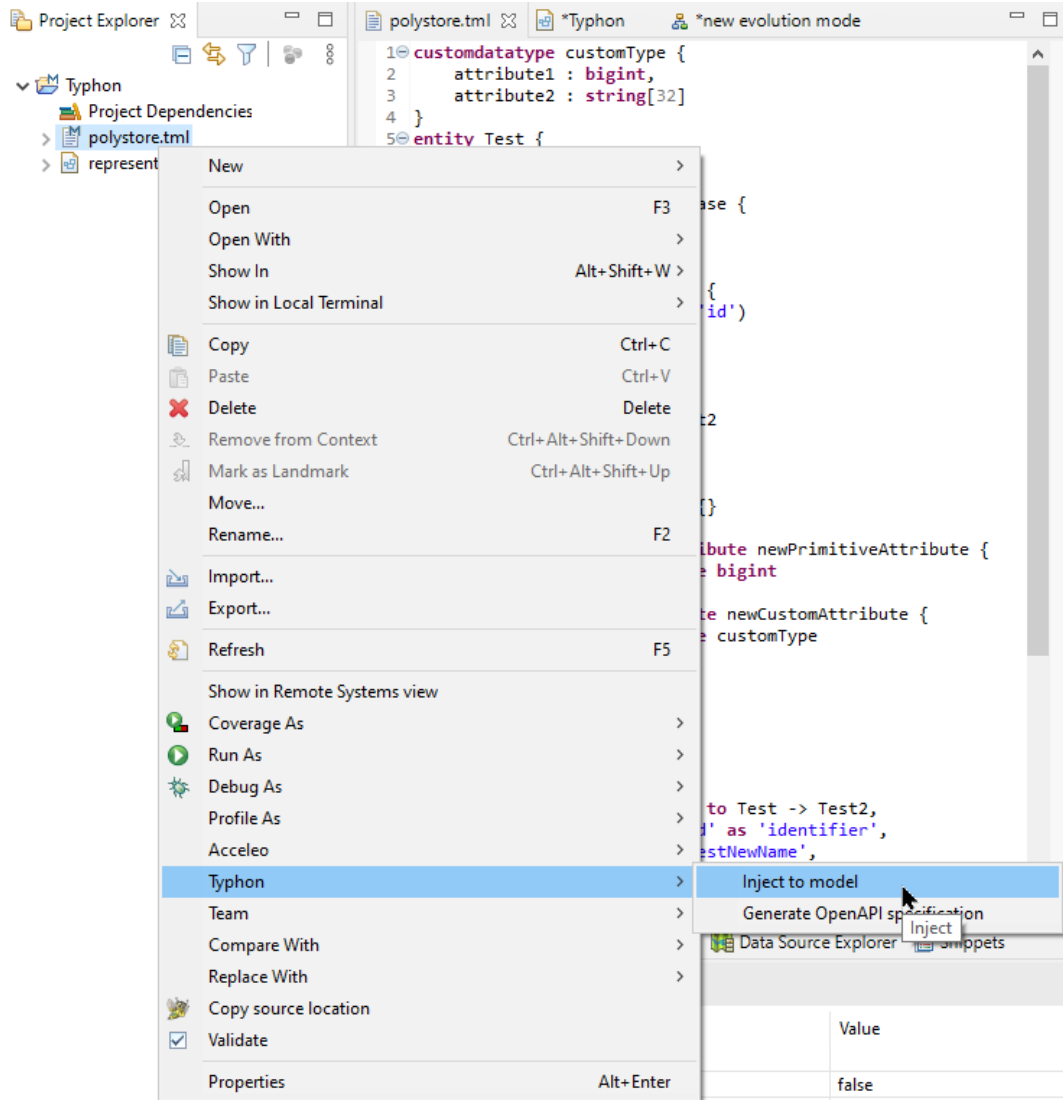 Project Explorer
polystore.tml
*Typhon
*new evolution mode
Typhon
Project Dependencies
polystore.tml
represent
1 customdatatype customType {
2 attribute1 : bigint,
3 attribute2 : string[32]
4 }
5 entity Test {
ase {
{
'id')
t2
{}
ibute newPrimitiveAttribute {
e bigint
te newCustomAttribute {
e customType
to Test -> Test2,
d' as 'identifier',
estNewName',
New
Open F3
Open With
Show In Alt+Shift+W
Show in Local Terminal
Copy Ctrl+C
Paste Ctrl+V
Delete Delete
Remove from Context Ctrl+Alt+Shift+Down
Mark as Landmark Ctrl+Alt+Shift+Up
Move...
Rename... F2
Import...
Export...
Refresh F5
Show in Remote Systems view
Coverage As
Run As
Debug As
Profile As
Acceleo
Typhon
Team
Compare With
Replace With
Copy source location
Validate
Properties Alt+Enter
Inject to model
Generate OpenAPI specification
Inject
Data Source Explorer
Snippets
Value
false